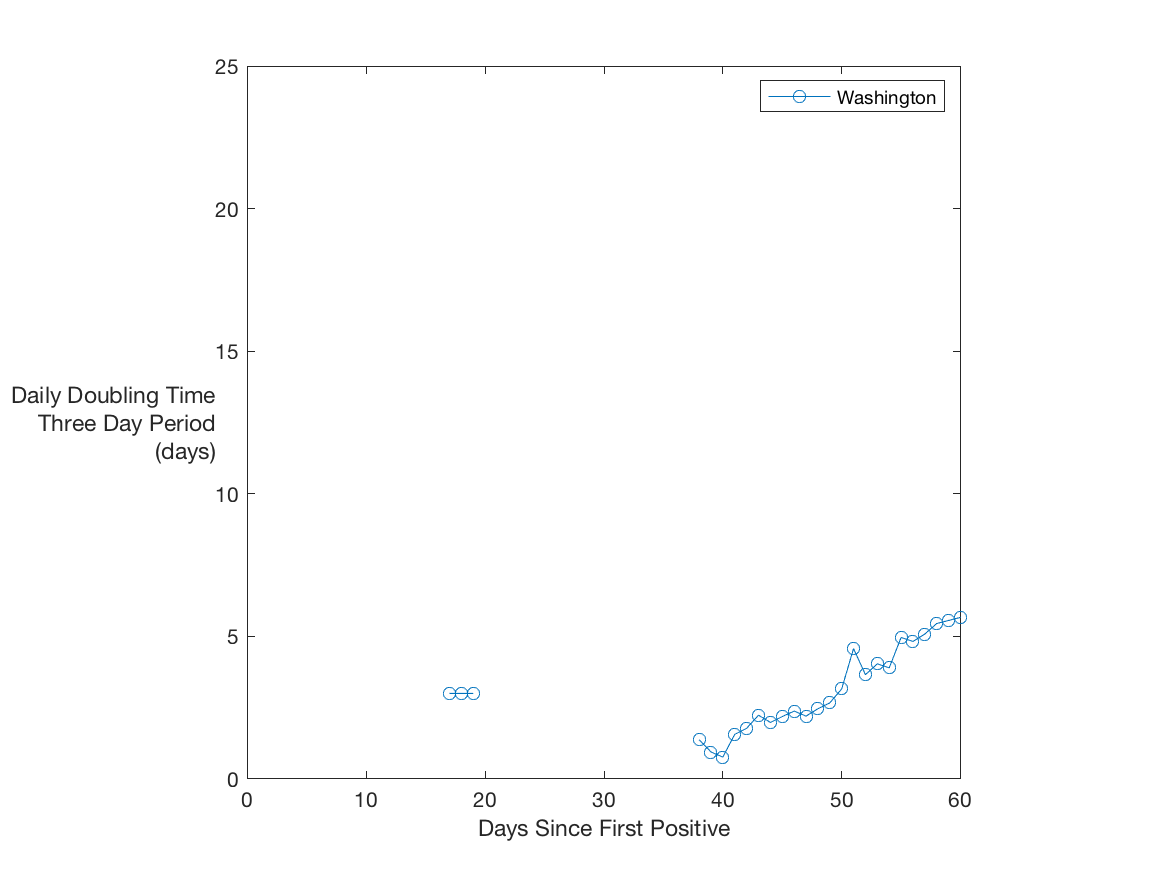 25
Washington
20
15
Daily Doubling Time
Three Day Period
(days)
10
5
0
0 10 20 30 40 50 60
Days Since First Positive